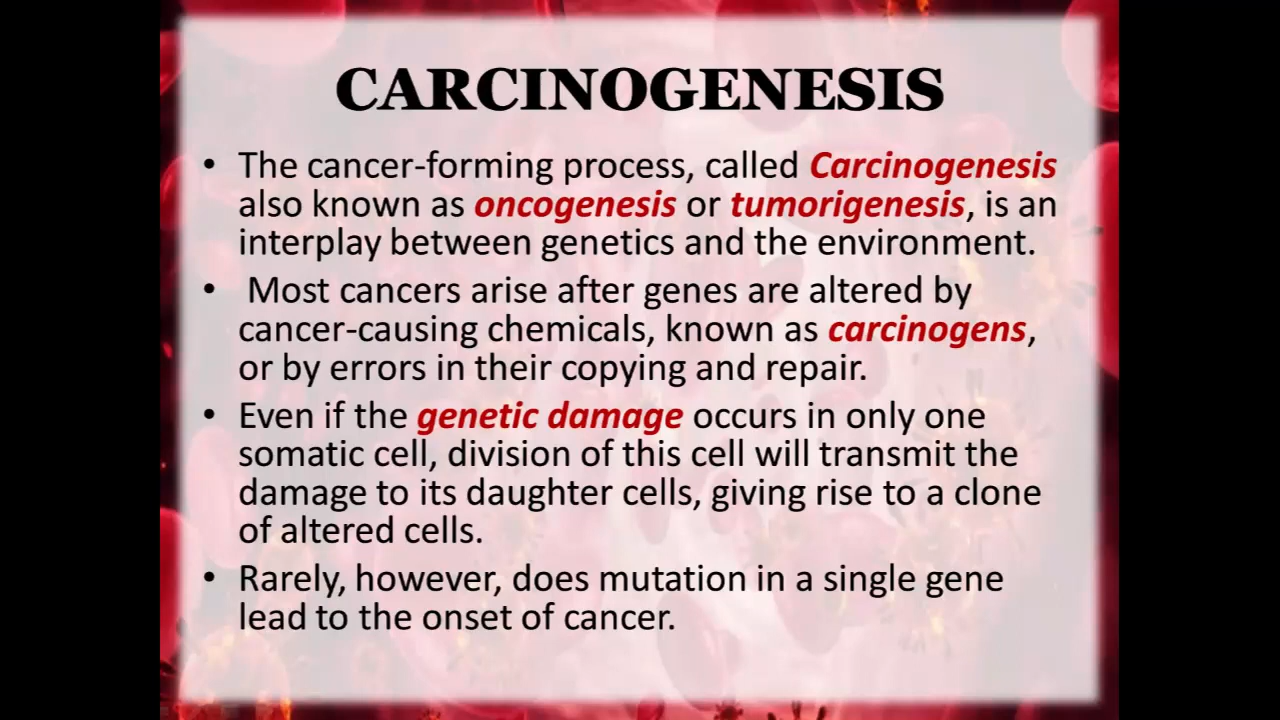 CARCINOGENESIS
• The cancer-forming process, called Carcinogenesis
also known as oncogenesis or tumorigenesis, is an
interplay between genetics and the environment.
• Most cancers arise after genes are altered by
cancer-causing chemicals, known as carcinogens,
or by errors in their copying and repair.
• Even if the genetic damage occurs in only one
somatic cell, division of this cell will transmit the
damage to its daughter cells, giving rise to a clone
of altered cells.
• Rarely, however, does mutation in a single gene
lead to the onset of cancer.